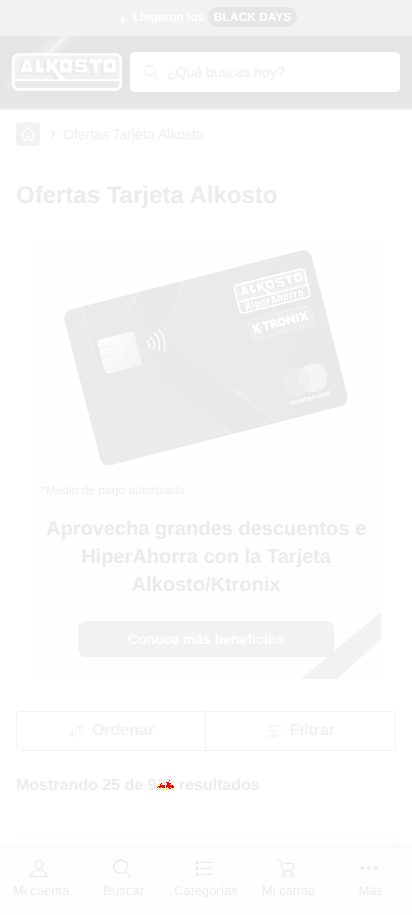 Llegaron los BLACK DAYS
ALKOSTO
¿Qué buscas hoy?
Ofertas Tarjeta Alkosto
Ofertas Tarjeta Alkosto
ALKOSTO
HiperAhorro
K-TRONIX
mastercard
*Medio de pago autorizado
Aprovecha grandes descuentos e
HiperAhorro con la Tarjeta
Alkosto/Ktronix
Conoce más beneficios
Ordenar
Filtrar
Mostrando 25 de resultados
Mi cuenta
Buscar
Categorías
Mi carrito
Más